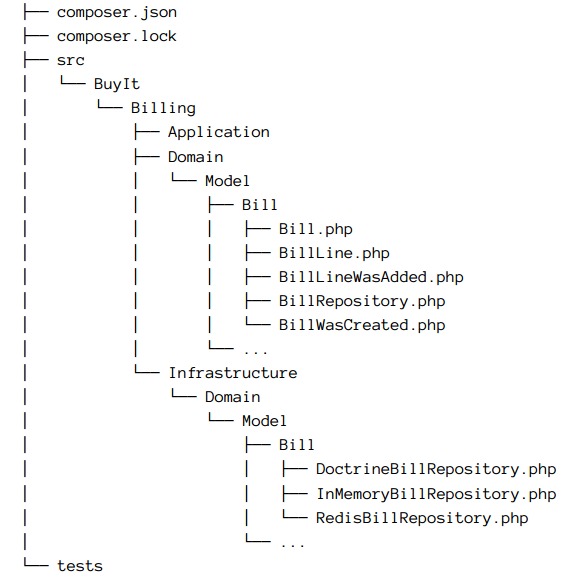 ├── composer.json
├── composer.lock
├── src
│   └── BuyIt
│       └── Billing
│           ├── Application
│           ├── Domain
│           │   └── Model
│           │       ├── Bill
│           │       │   ├── Bill.php
│           │       │   ├── BillLine.php
│           │       │   ├── BillLineWasAdded.php
│           │       │   ├── BillRepository.php
│           │       │   └── BillWasCreated.php
│           │       └── ...
│           └── Infrastructure
│               └── Domain
│                   └── Model
│                       ├── Bill
│                       │   ├── DoctrineBillRepository.php
│                       │   ├── InMemoryBillRepository.php
│                       │   └── RedisBillRepository.php
│                       └── ...
└── tests